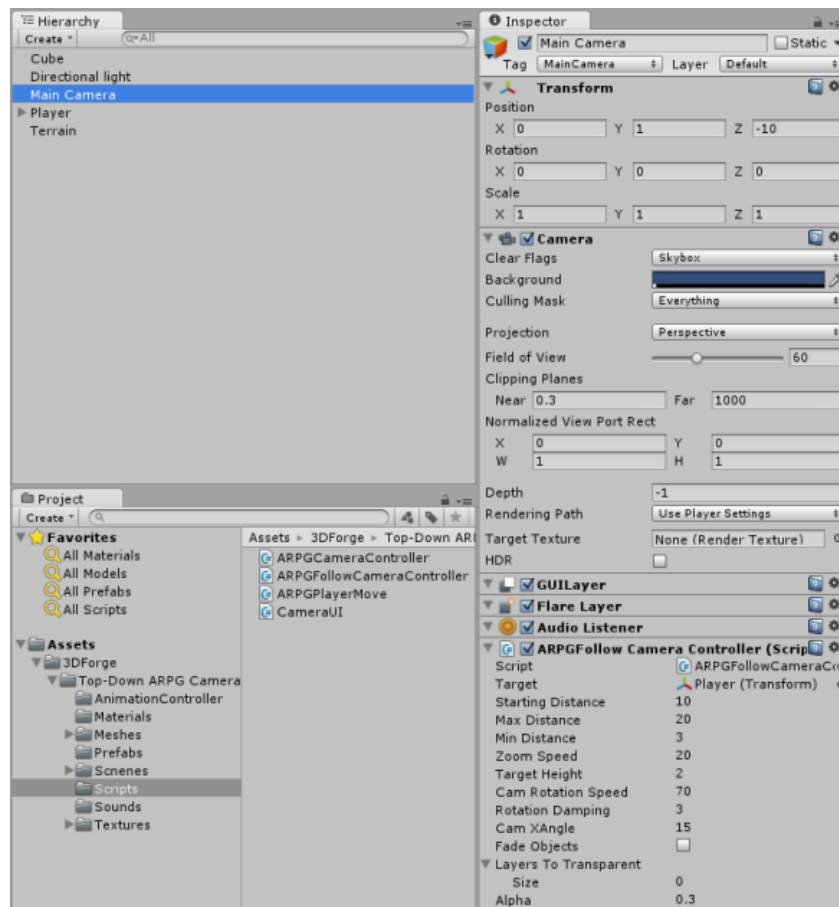 Hierarchy
Create
All
Cube
Directional light
Main Camera
Player
Terrain
Project
Create
Favorites
All Materials
All Models
All Prefabs
All Scripts
Assets
3DForge
Top-Down ARPG Camera
AnimationController
Materials
Meshes
Prefabs
Scnenes
Scripts
Sounds
Textures
Assets 3DForge Top-Down ARI
ARPGCameraController
ARPGFollowCameraController
ARPGPlayerMove
CameraUI
Inspector
Main Camera Static
Tag MainCamera Layer Default
Transform
Position
X 0 Y 1 Z -10
Rotation
X 0 Y 0 Z 0
Scale
X 1 Y 1 Z 1
Camera
Clear Flags Skybox
Background
Culling Mask Everything
Projection Perspective
Field of View 60
Clipping Planes
Near 0.3 Far 1000
Normalized View Port Rect
X 0 Y 0
W 1 H 1
Depth -1
Rendering Path Use Player Settings
Target Texture None (Render Texture)
HDR
GUILayer
Flare Layer
Audio Listener
ARPGFollow Camera Controller (Scrip
Script ARPGFollowCameraCo
Target Player (Transform)
Starting Distance 10
Max Distance 20
Min Distance 3
Zoom Speed 20
Target Height 2
Cam Rotation Speed 70
Rotation Damping 3
Cam XAngle 15
Fade Objects
Layers To Transparent
Size 0
Alpha 0.3